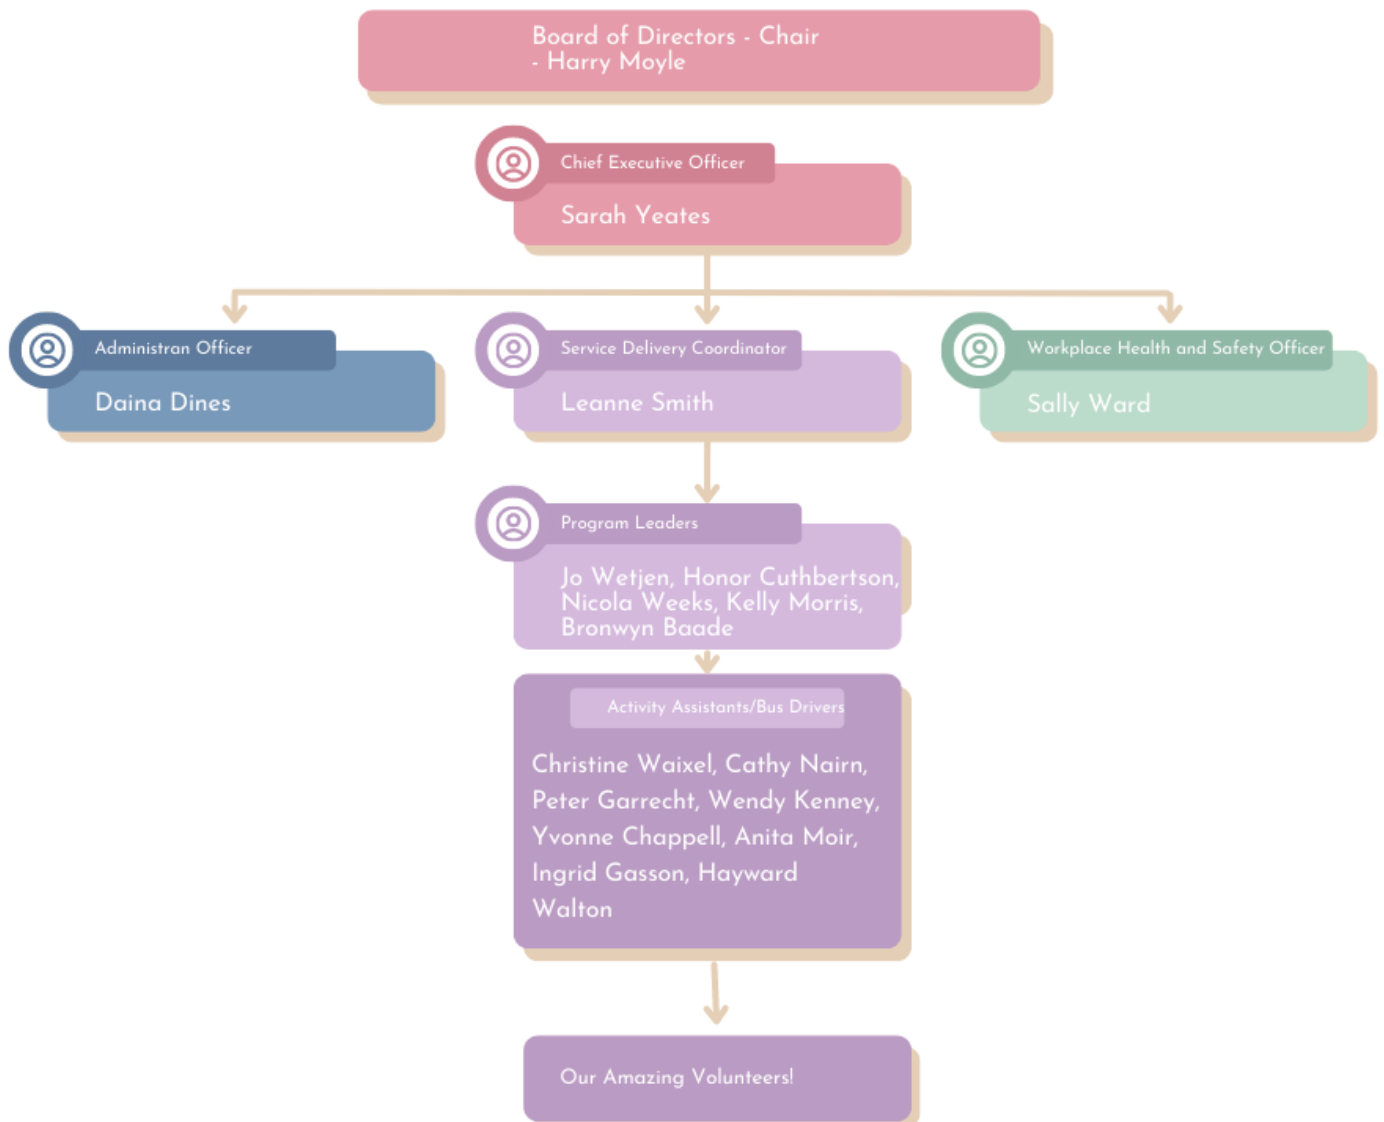 Board of Directors - Chair
- Harry Moyle
Chief Executive Officer
Sarah Yeates
Administran Officer
Daina Dines
Service Delivery Coordinator
Leanne Smith
Workplace Health and Safety Officer
Sally Ward
Program Leaders
Jo Wetjen, Honor Cuthbertson,
Nicola Weeks, Kelly Morris,
Bronwyn Baade
Activity Assistants/Bus Drivers
Christine Waixel, Cathy Nairn,
Peter Garrecht, Wendy Kenney,
Yvonne Chappell, Anita Moir,
Ingrid Gasson, Hayward
Walton
Our Amazing Volunteers!